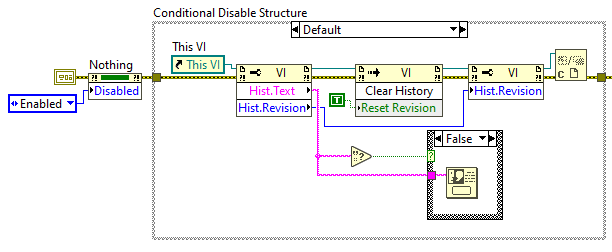 Conditional Disable Structure
Default
This VI
This VI
Nothing
Disabled
Enabled
VI
Hist.Text
Hist.Revision
VI
Clear History
Reset Revision
T
VI
Hist.Revision
C
False
?
?